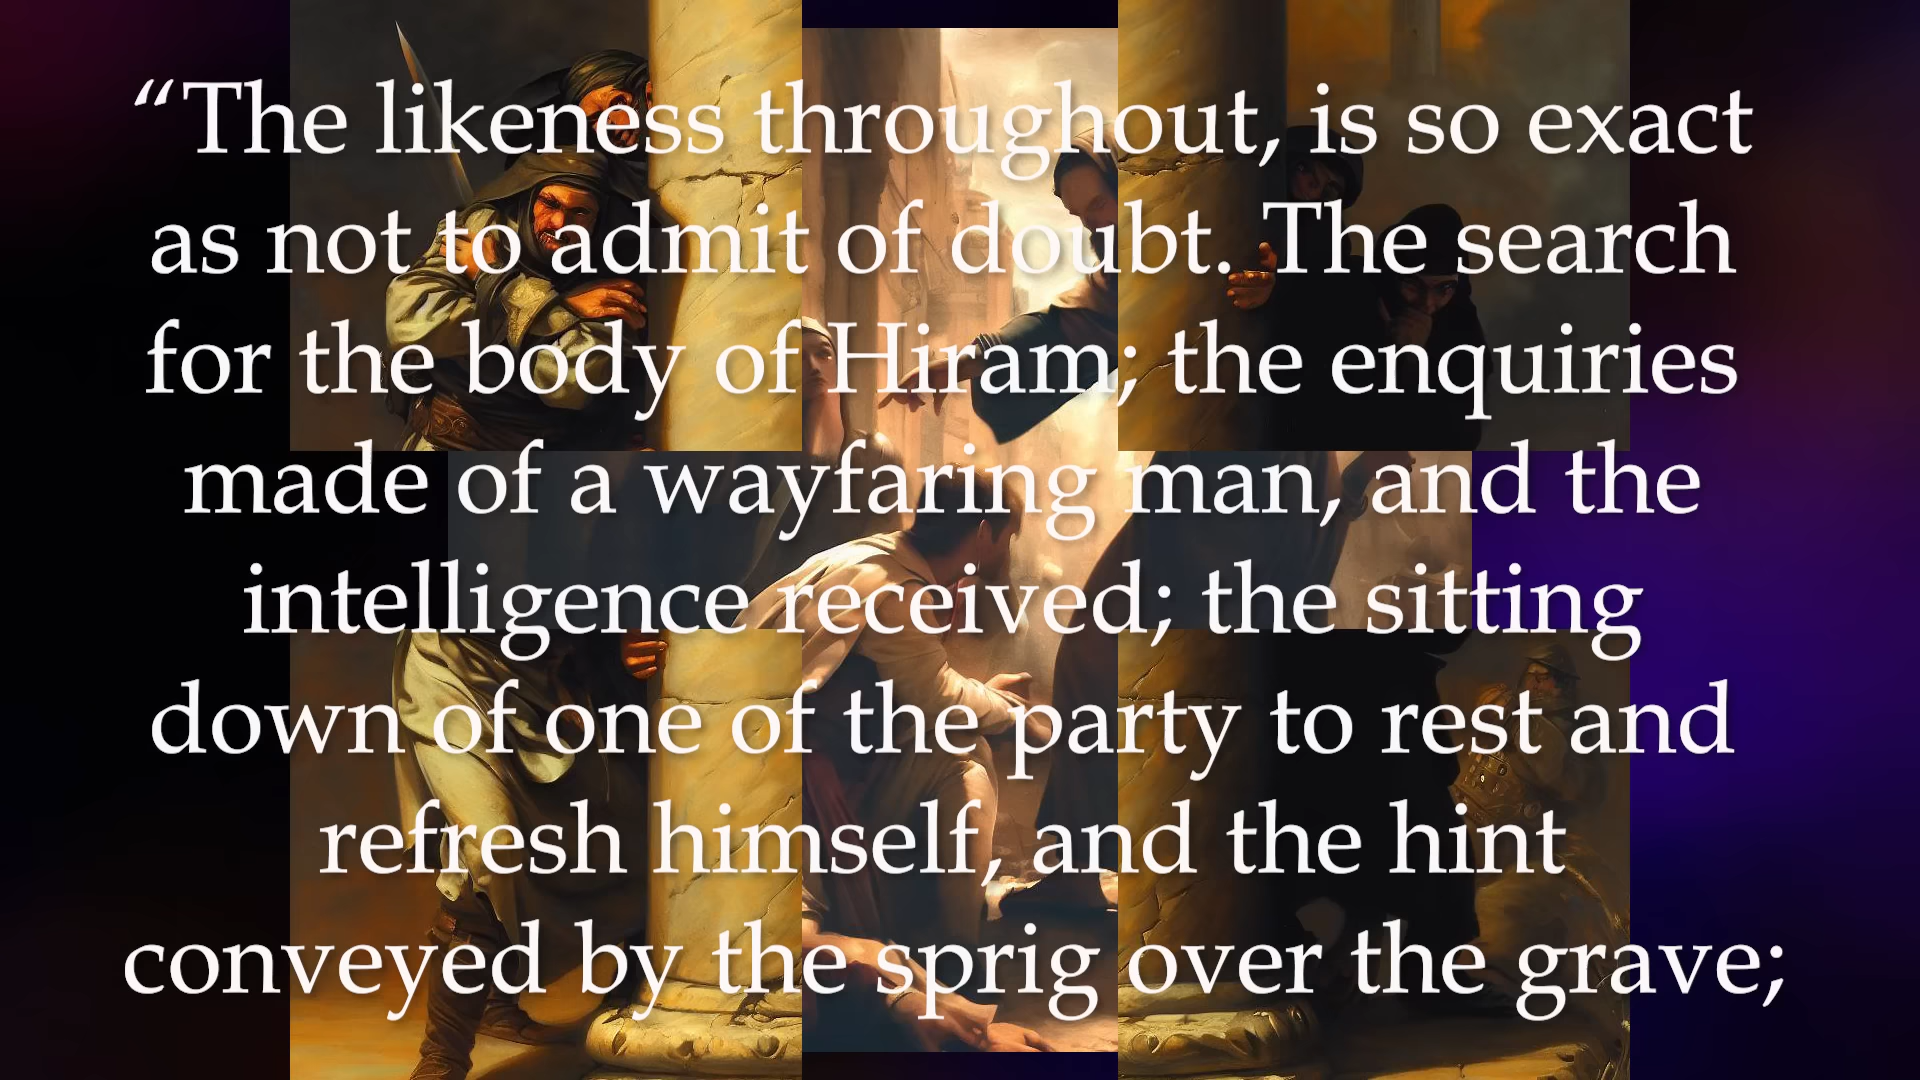 “The likeness throughout, is so exact
as not to admit of doubt. The search
for the body of Hiram; the enquiries
made of a wayfaring man, and the
intelligence received; the sitting
down of one of the party to rest and
refresh himself, and the hint
conveyed by the sprig over the grave;